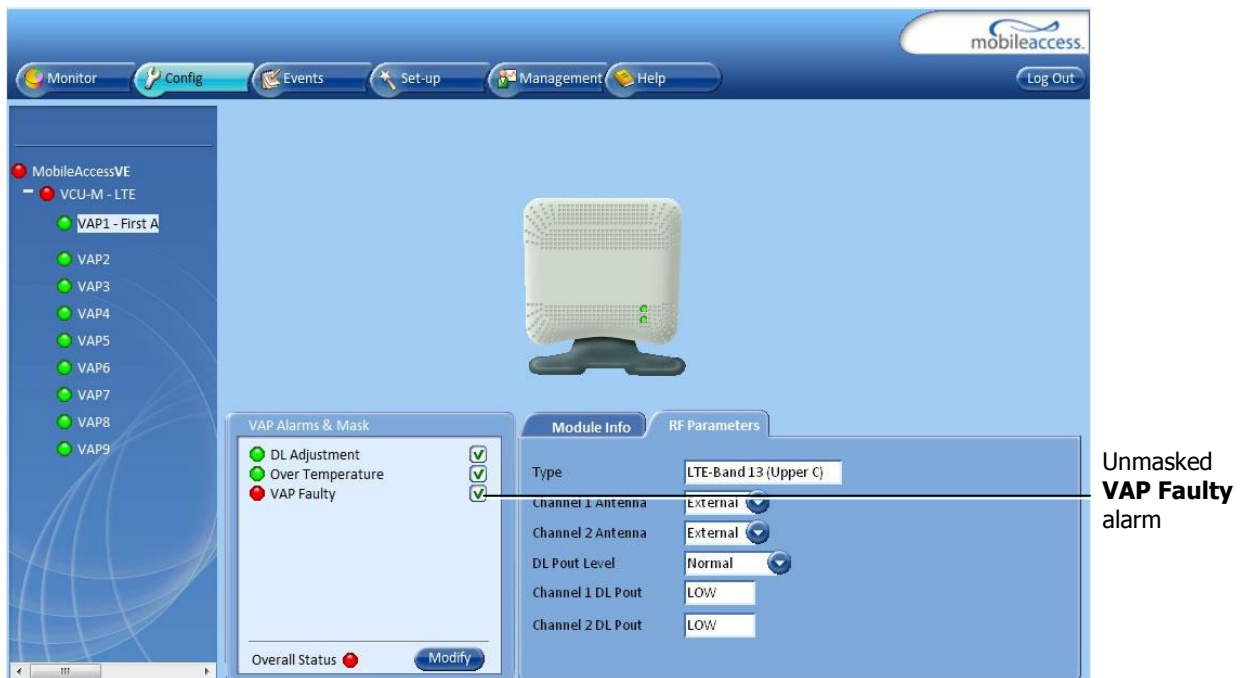 mobileaccess.
Monitor
Config
Events
Set-up
Management
Help
Log Out
MobileAccessVE
VCU-M - LTE
VAP1 - First A
VAP2
VAP3
VAP4
VAP5
VAP6
VAP7
VAP8
VAP9
VAP Alarms & Mask
DL Adjustment
Over Temperature
VAP Faulty
Overall Status
Modify
Module Info
RF Parameters
Type LTE-Band 13 (Upper C)
Channel 1 Antenna External
Channel 2 Antenna External
DL Pout Level Normal
Channel 1 DL Pout LOW
Channel 2 DL Pout LOW
Unmasked
VAP Faulty
alarm